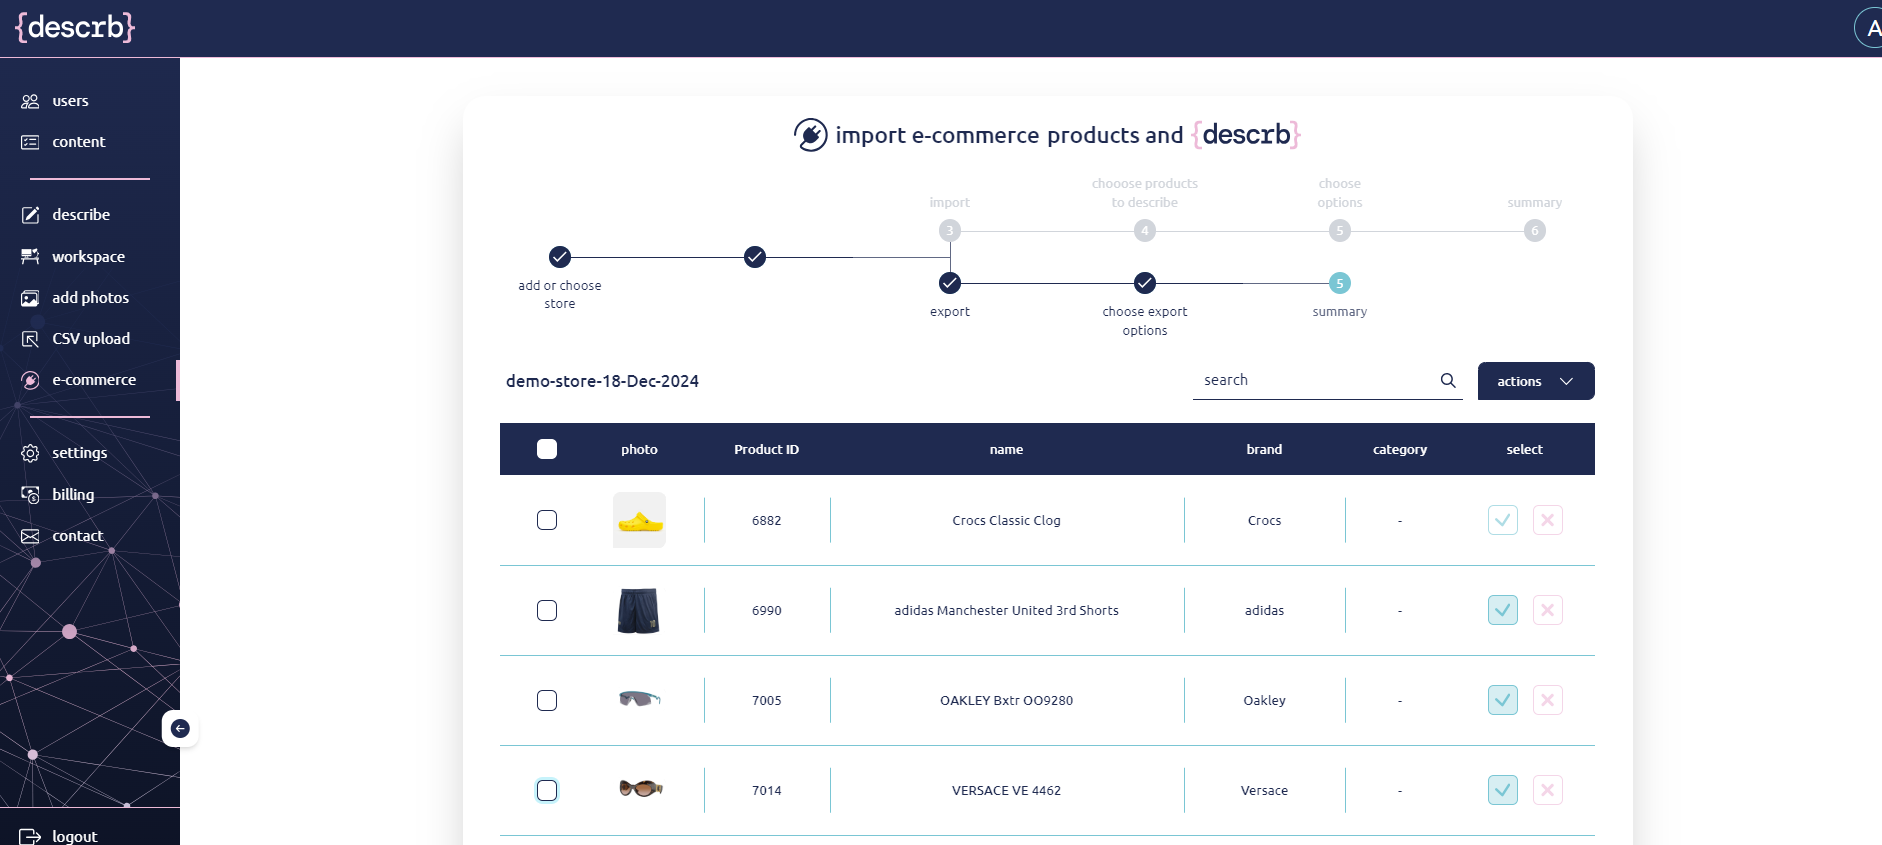 {descrb}
A
users
content
describe
workspace
add photos
CSV upload
e-commerce
settings
billing
contact
logout
import e-commerce products and {descrb}
import
chooose products
to describe
choose
options
summary
3
4
5
6
add or choose
store
5
export
choose export
options
summary
demo-store-18-Dec-2024
search
actions
photo Product ID name brand category select
6882 Crocs Classic Clog Crocs -
6990 adidas Manchester United 3rd Shorts adidas -
7005 OAKLEY Bxtr OO9280 Oakley -
7014 VERSACE VE 4462 Versace -